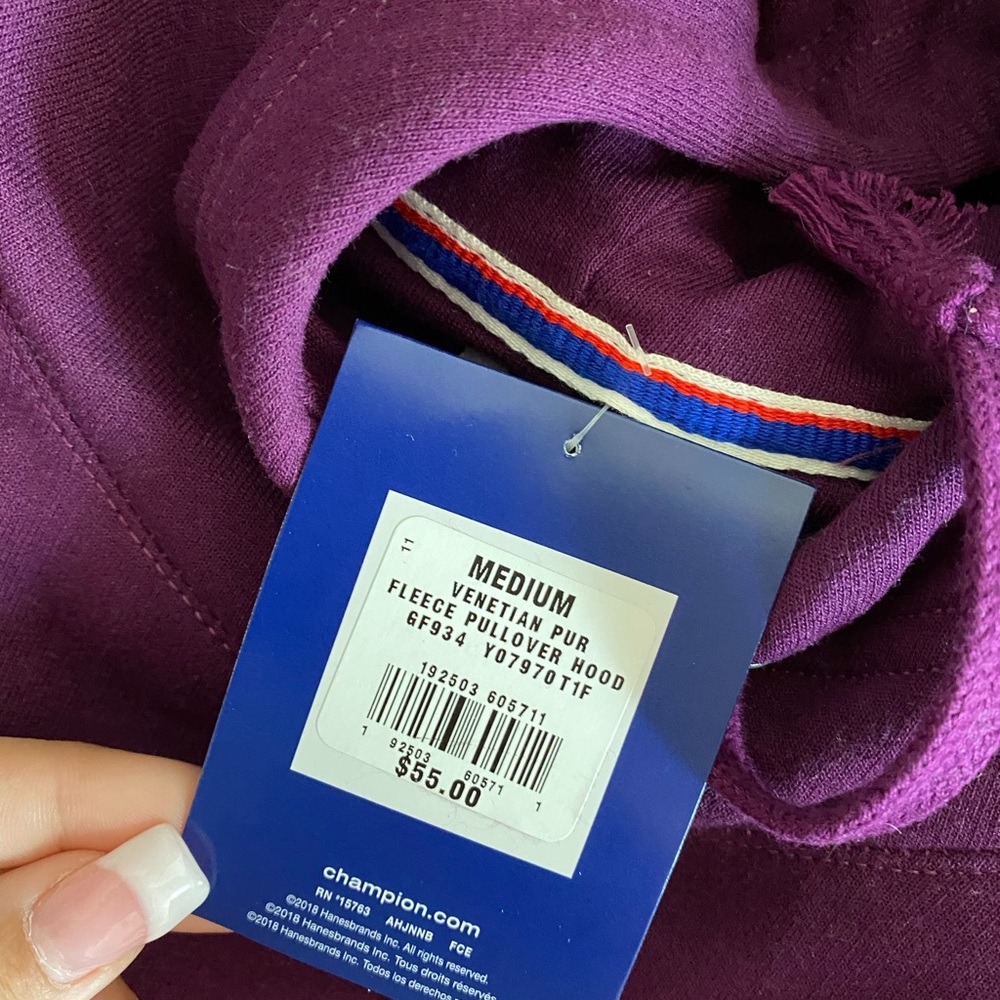 11
MEDIUM
VENETIAN PUR
FLEECE PULLOVER HOOD
GF934 Y07970T1F
192503 605711
1 92503 60571 1
$55.00
champion.com
RN #15763 AHJNNB FCE
©2018 Hanesbrands Inc. All rights reserved.
©2018 Hanesbrands Inc. Tous droits réservés
©2018 Hanesbrands Inc. Todos los derechos